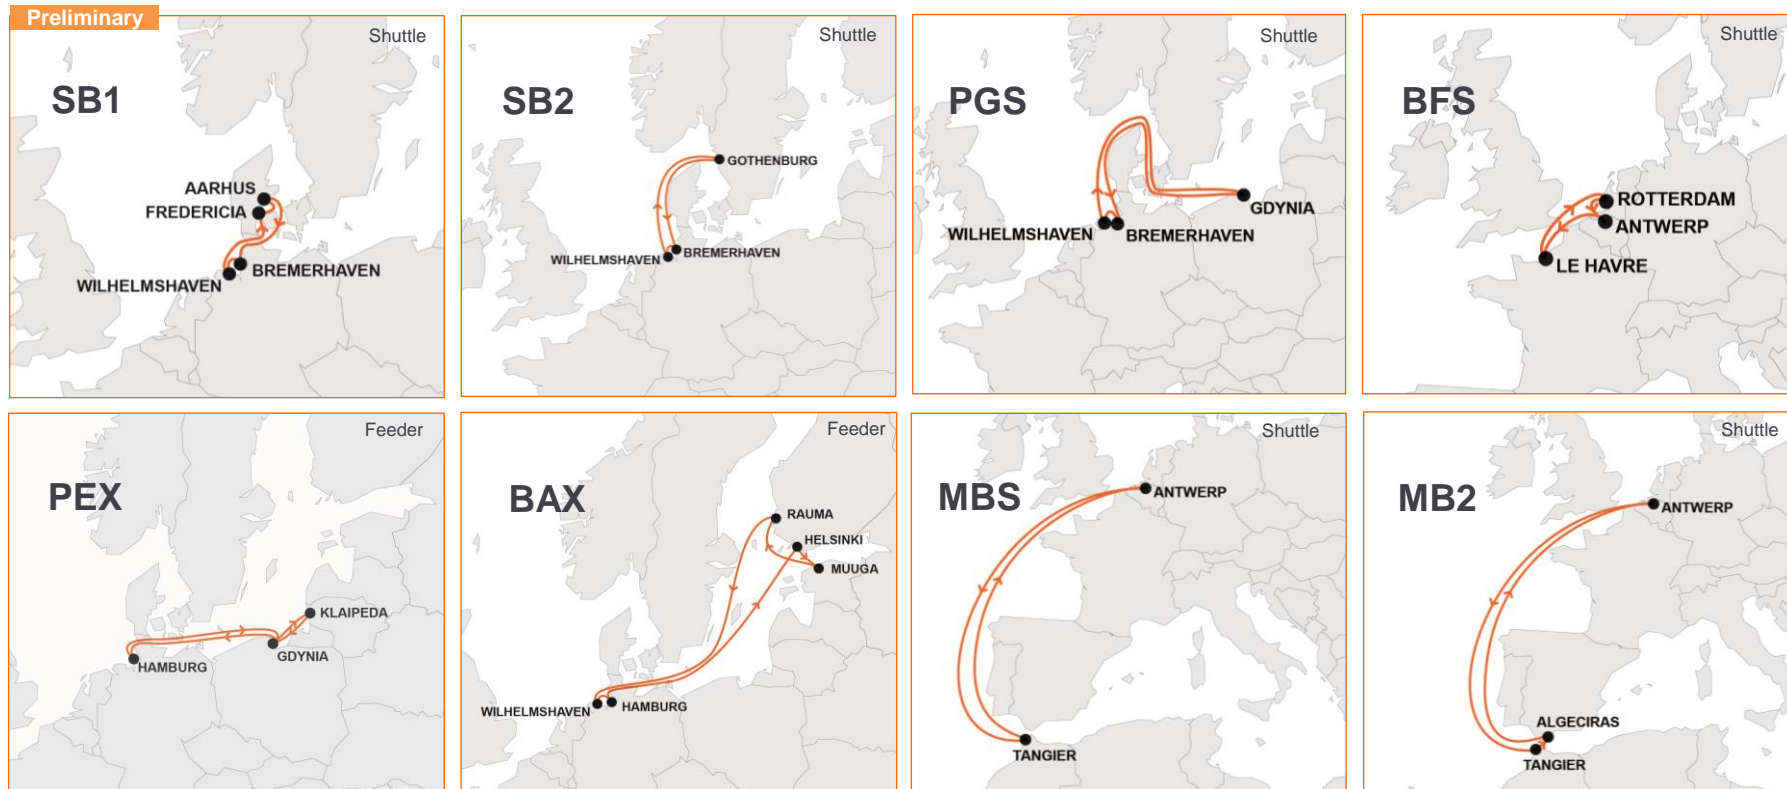 Preliminary
Shuttle
SB1
AARHUS
FREDERICIA
BREMERHAVEN
WILHELMSHAVEN
Shuttle
SB2
GOTHENBURG
BREMERHAVEN
WILHELMSHAVEN
Shuttle
PGS
GDYNIA
WILHELMSHAVEN
BREMERHAVEN
Shuttle
BFS
ROTTERDAM
ANTWERP
LE HAVRE
Feeder
PEX
KLAIPEDA
GDYNIA
HAMBURG
Feeder
BAX
RAUMA
HELSINKI
MUUGA
WILHELMSHAVEN
HAMBURG
Shuttle
MBS
ANTWERP
TANGIER
Shuttle
MB2
ANTWERP
ALGECIRAS
TANGIER